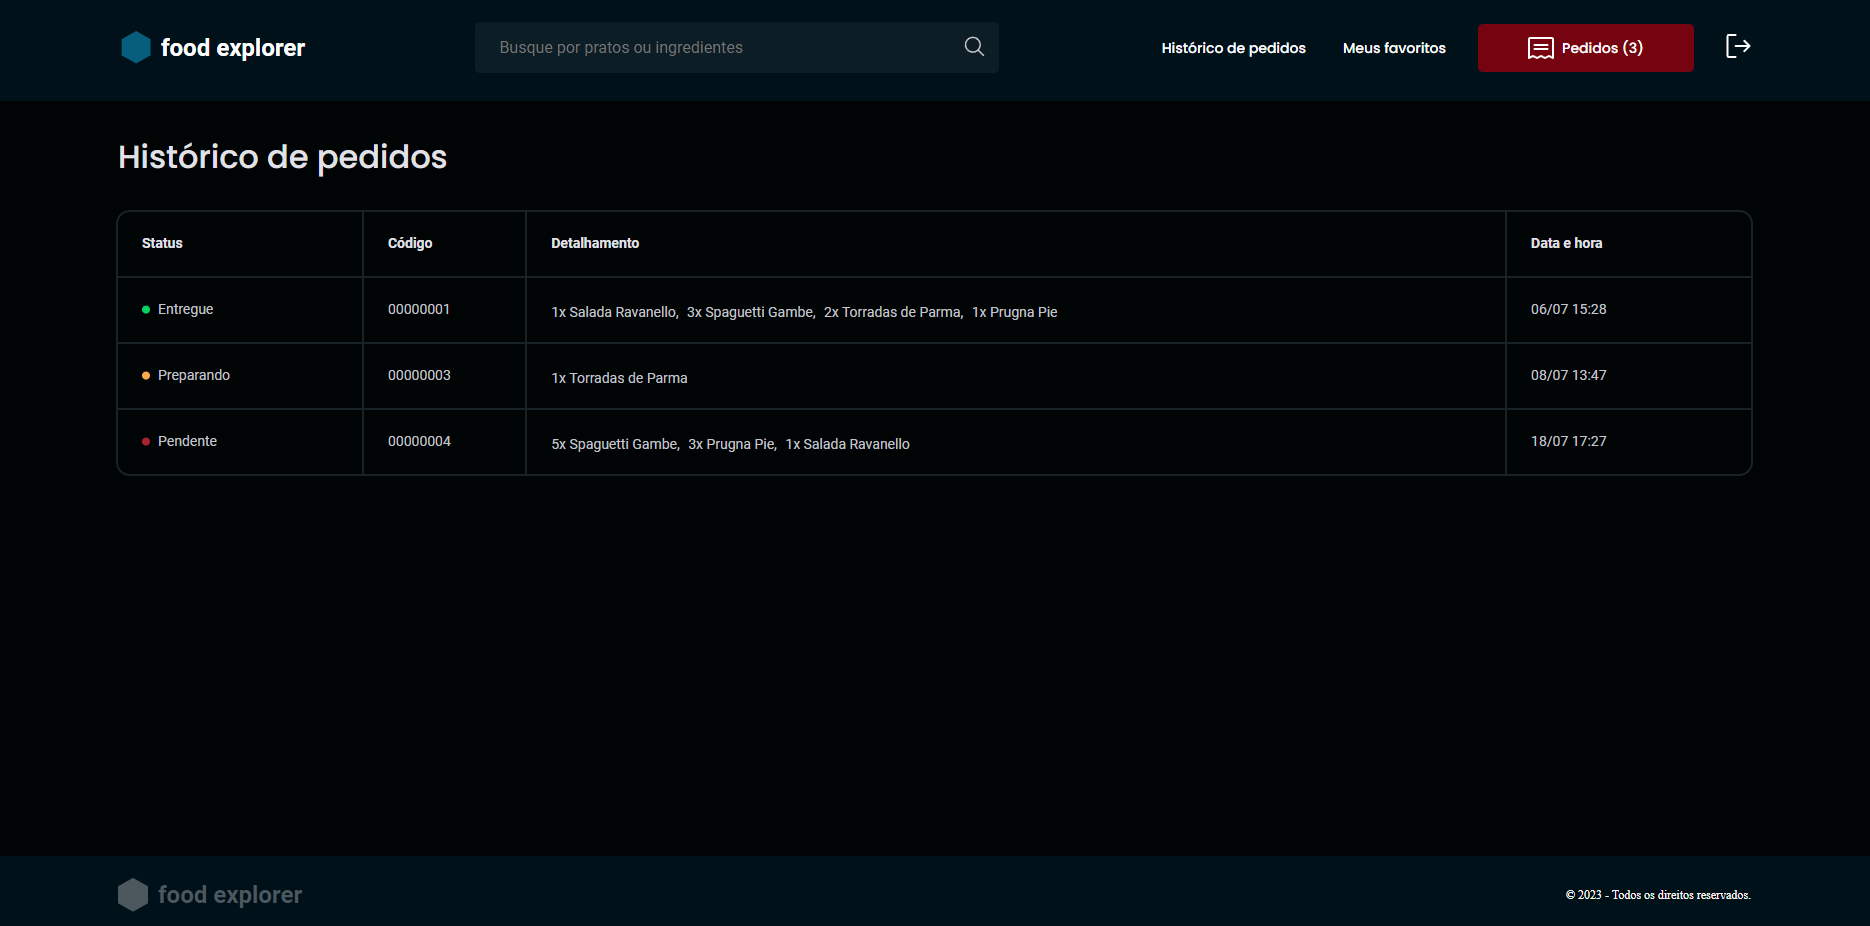 food explorer
Busque por pratos ou ingredientes
Histórico de pedidos
Meus favoritos
Pedidos (3)
Histórico de pedidos
Status Código Detalhamento Data e hora
Entregue 00000001 1x Salada Ravanello, 3x Spaguetti Gambe, 2x Torradas de Parma, 1x Prugna Pie 06/07 15:28
Preparando 00000003 1x Torradas de Parma 08/07 13:47
Pendente 00000004 5x Spaguetti Gambe, 3x Prugna Pie, 1x Salada Ravanello 18/07 17:27
food explorer
© 2023 - Todos os direitos reservados.